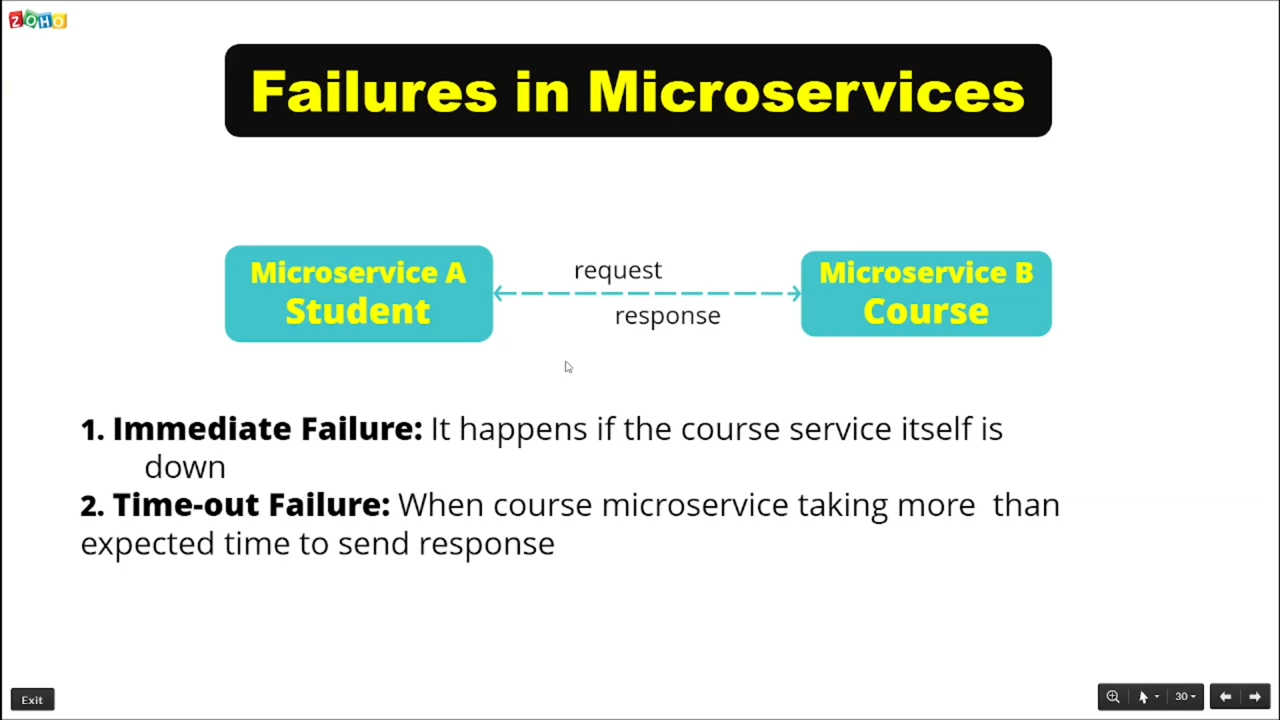 ZOHO
Failures in Microservices
Microservice A
Student
request
response
Microservice B
Course
1. Immediate Failure: It happens if the course service itself is
down
2. Time-out Failure: When course microservice taking more than
expected time to send response
Exit
30